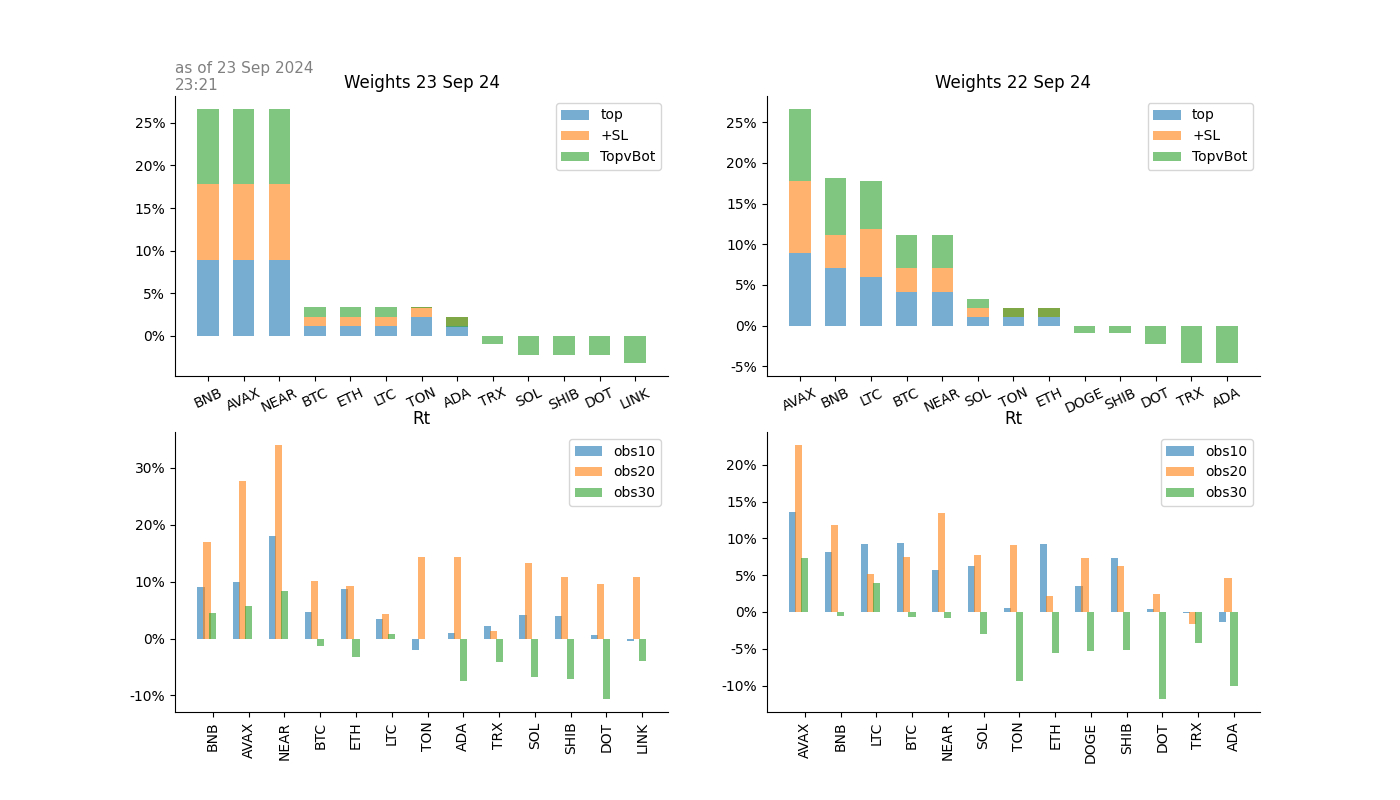 as of 23 Sep 2024
23:21
Weights 23 Sep 24
25%
20%
15%
10%
5%
0%
top
+SL
TopvBot
BNB AVAX NEAR BTC ETH LTC TON ADA TRX SOL SHIB DOT LINK
Weights 22 Sep 24
25%
20%
15%
10%
5%
0%
-5%
top
+SL
TopvBot
AVAX BNB LTC BTC NEAR SOL TON ETH DOGE SHIB DOT TRX ADA
Rt
30%
20%
10%
0%
-10%
obs10
obs20
obs30
BNB AVAX NEAR BTC ETH LTC TON ADA TRX SOL SHIB DOT LINK
Rt
20%
15%
10%
5%
0%
-5%
-10%
obs10
obs20
obs30
AVAX BNB LTC BTC NEAR SOL TON ETH DOGE SHIB DOT TRX ADA